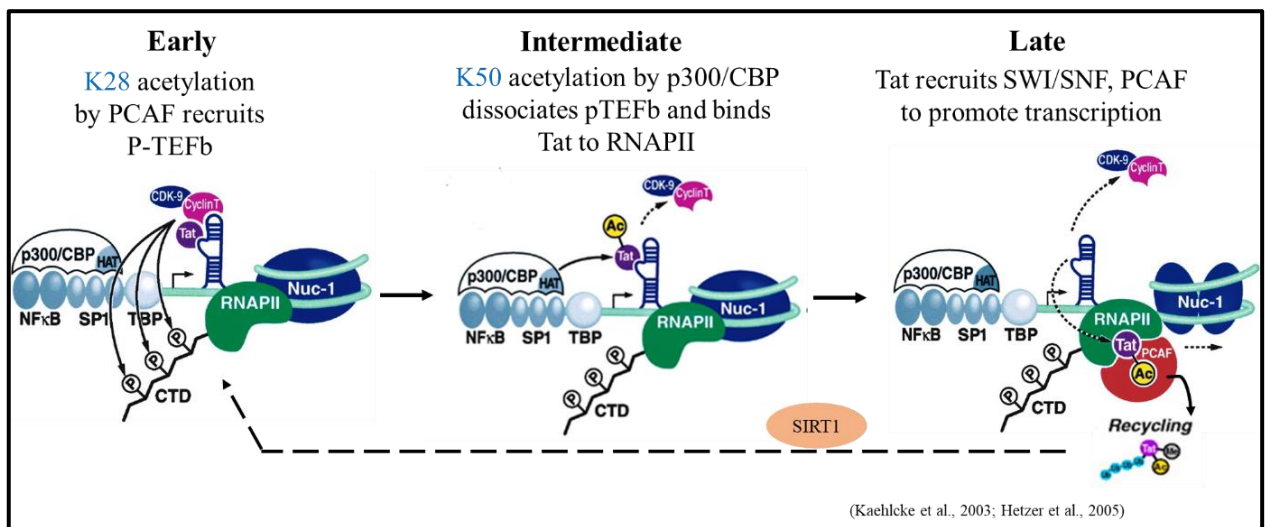 Early
K28 acetylation
by PCAF recruits
P-TEFb
Intermediate
K50 acetylation by p300/CBP
dissociates pTEFb and binds
Tat to RNAPII
Late
Tat recruits SWI/SNF, PCAF
to promote transcription
CDK-9
CyclinT
Tat
p300/CBP
HAT
NFκB SP1 TBP
RNAPII
Nuc-1
P
P
P
CTD
CDK-9
CyclinT
Ac
Tat
p300/CBP
HAT
NFκB SP1 TBP
RNAPII
Nuc-1
P
P
P
CTD
CDK-9
CyclinT
p300/CBP
HAT
NFκB SP1 TBP
RNAPII
Nuc-1
Tat
PCAF
Ac
P
P
P
CTD
SIRT1
Recycling
Tat
Ac
Ub Ub Ub Ub
(Kaehlcke et al., 2003; Hetzer et al., 2005)